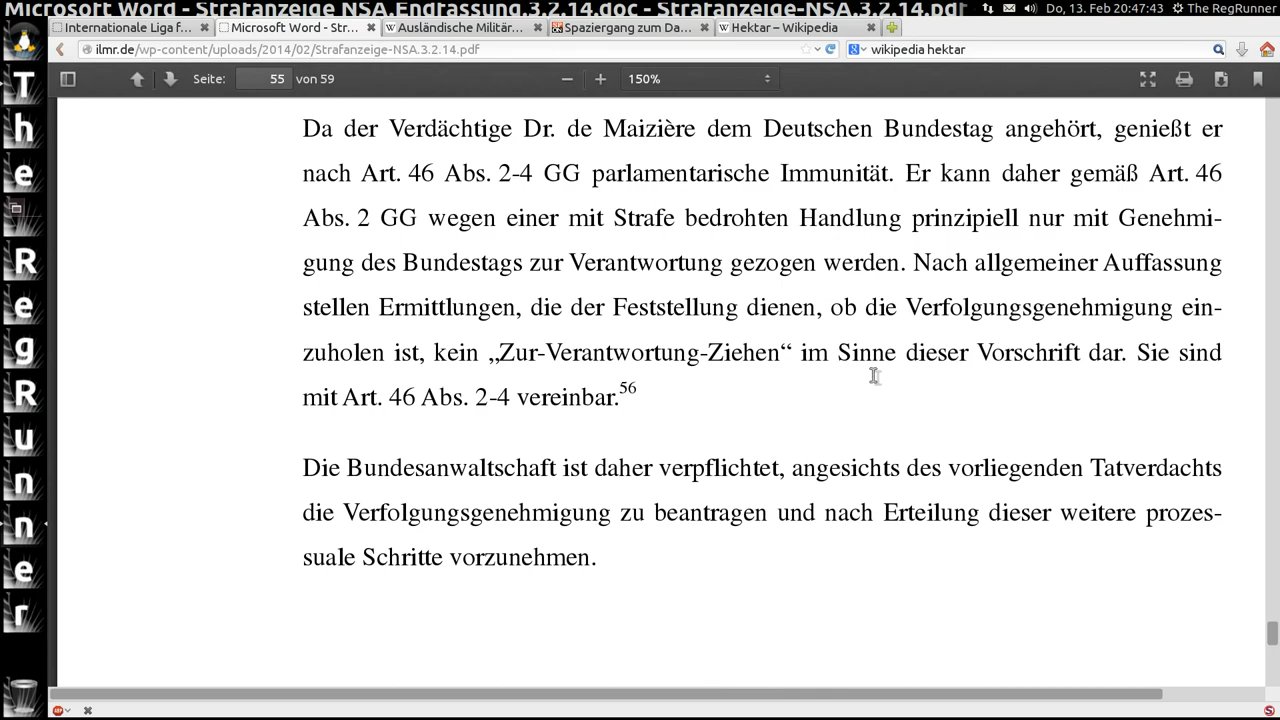 Microsoft Word - Strafanzeige NSA.Endfassung.3.2.14.doc - Strafanzeige-NSA.3.2.14.pdf
Do, 13. Feb 20:47:43 The RegRunner
Internationale Liga f... Microsoft Word - Str... Ausländische Militär... Spaziergang zum Da... Hektar – Wikipedia
ilmr.de/wp-content/uploads/2014/02/Strafanzeige-NSA.3.2.14.pdf wikipedia hektar
Seite: 55 von 59 150%
T
h
e
R
e
g
R
u
n
n
e
r
Da der Verdächtige Dr. de Maizière dem Deutschen Bundestag angehört, genießt er
nach Art. 46 Abs. 2-4 GG parlamentarische Immunität. Er kann daher gemäß Art. 46
Abs. 2 GG wegen einer mit Strafe bedrohten Handlung prinzipiell nur mit Genehmi-
gung des Bundestags zur Verantwortung gezogen werden. Nach allgemeiner Auffassung
stellen Ermittlungen, die der Feststellung dienen, ob die Verfolgungsgenehmigung ein-
zuholen ist, kein „Zur-Verantwortung-Ziehen“ im Sinne dieser Vorschrift dar. Sie sind
mit Art. 46 Abs. 2-4 vereinbar.56
Die Bundesanwaltschaft ist daher verpflichtet, angesichts des vorliegenden Tatverdachts
die Verfolgungsgenehmigung zu beantragen und nach Erteilung dieser weitere prozes-
suale Schritte vorzunehmen.